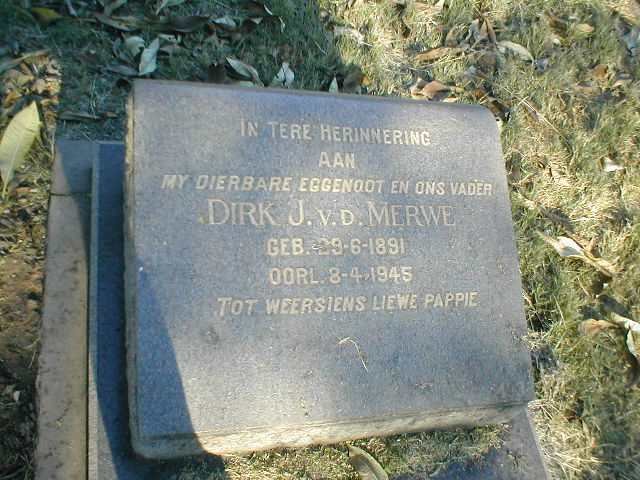 IN TERE HERINNERING
AAN
MY DIERBARE EGGENOOT EN ONS VADER
DIRK J. V. D. MERWE
GEB. 29-6-1891
OORL. 8-4-1945
TOT WEERSIENS LIEWE PAPPIE